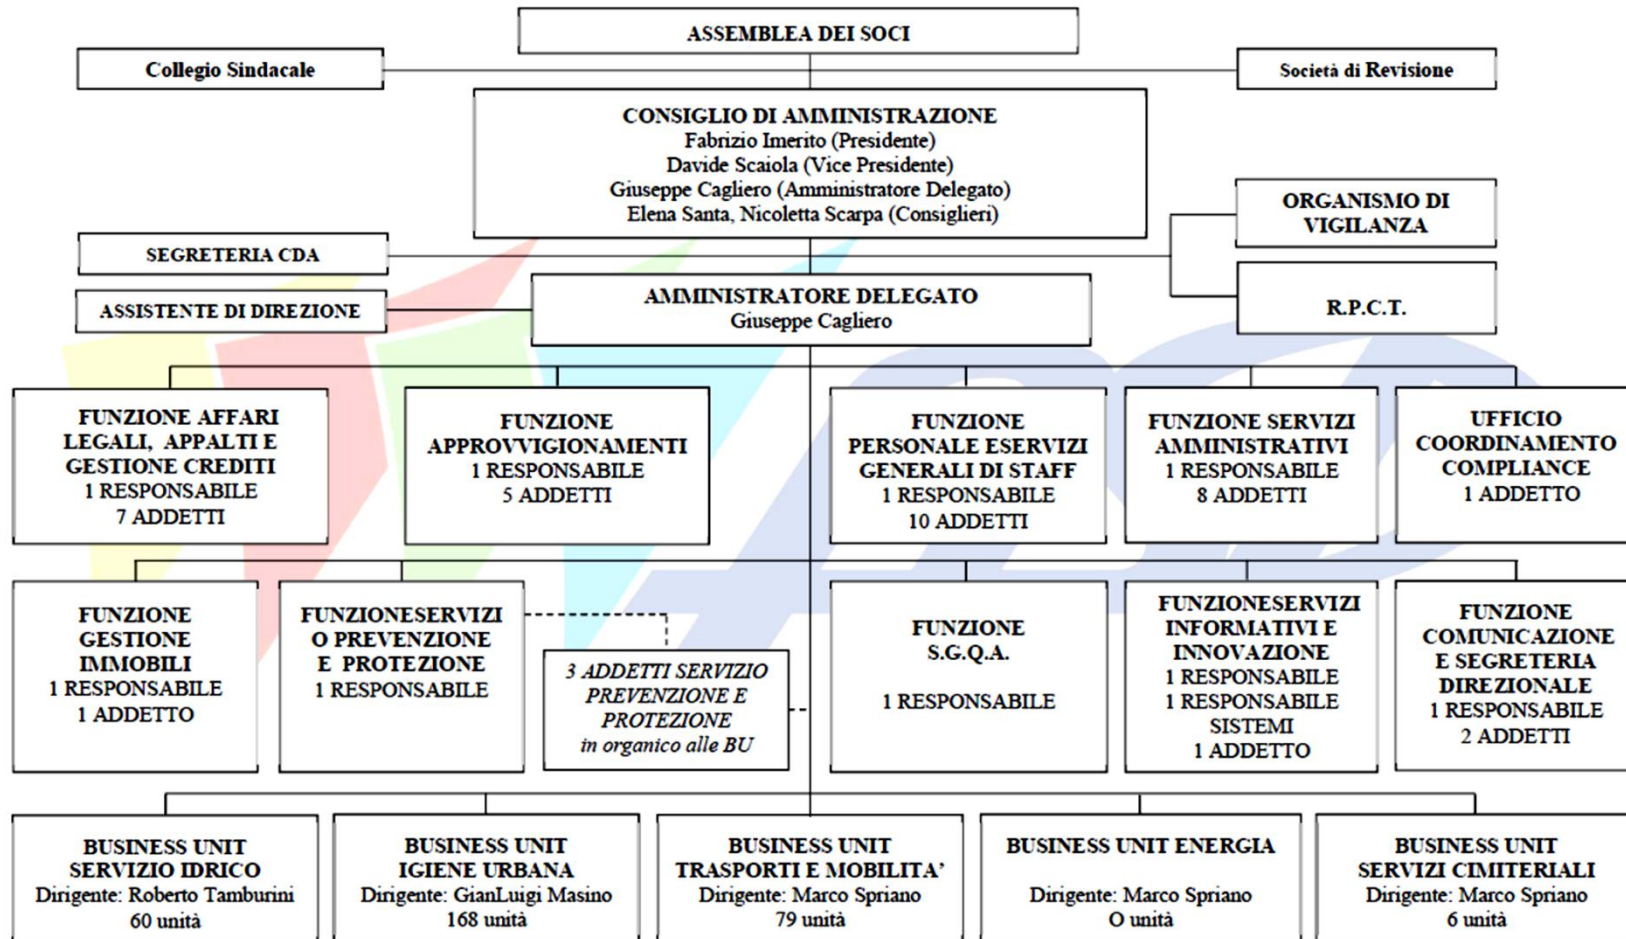 ASSEMBLEA DEI SOCI
Collegio Sindacale
Società di Revisione
CONSIGLIO DI AMMINISTRAZIONE
Fabrizio Imerito (Presidente)
Davide Scaiola (Vice Presidente)
Giuseppe Cagliero (Amministratore Delegato)
Elena Santa, Nicoletta Scarpa (Consiglieri)
ORGANISMO DI
VIGILANZA
SEGRETERIA CDA
R.P.C.T.
ASSISTENTE DI DIREZIONE
AMMINISTRATORE DELEGATO
Giuseppe Cagliero
FUNZIONE AFFARI
LEGALI, APPALTI E
GESTIONE CREDITI
1 RESPONSABILE
7 ADDETTI
FUNZIONE
APPROVVIGIONAMENTI
1 RESPONSABILE
5 ADDETTI
FUNZIONE
PERSONALE ESERVIZI
GENERALI DI STAFF
1 RESPONSABILE
10 ADDETTI
FUNZIONE SERVIZI
AMMINISTRATIVI
1 RESPONSABILE
8 ADDETTI
UFFICIO
COORDINAMENTO
COMPLIANCE
1 ADDETTO
FUNZIONE
GESTIONE
IMMOBILI
1 RESPONSABILE
1 ADDETTO
FUNZIONESERVIZI
O PREVENZIONE
E PROTEZIONE
1 RESPONSABILE
3 ADDETTI SERVIZIO
PREVENZIONE E
PROTEZIONE
in organico alle BU
FUNZIONE
S.G.Q.A.
1 RESPONSABILE
FUNZIONESERVIZI
INFORMATIVI E
INNOVAZIONE
1 RESPONSABILE
1 RESPONSABILE
SISTEMI
1 ADDETTO
FUNZIONE
COMUNICAZIONE
E SEGRETERIA
DIREZIONALE
1 RESPONSABILE
2 ADDETTI
BUSINESS UNIT
SERVIZIO IDRICO
Dirigente: Roberto Tamburini
60 unità
BUSINESS UNIT
IGIENE URBANA
Dirigente: GianLuigi Masino
168 unità
BUSINESS UNIT
TRASPORTI E MOBILITA'
Dirigente: Marco Spriano
79 unità
BUSINESS UNIT ENERGIA
Dirigente: Marco Spriano
O unità
BUSINESS UNIT
SERVIZI CIMITERIALI
Dirigente: Marco Spriano
6 unità